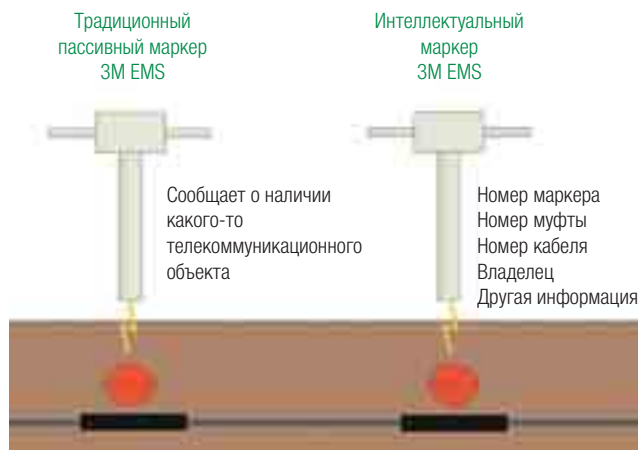 Традиционный
пассивный маркер
3M EMS
Интеллектуальный
маркер
3M EMS
Сообщает о наличии
какого-то
телекоммуникационного
объекта
Номер маркера
Номер муфты
Номер кабеля
Владелец
Другая информация